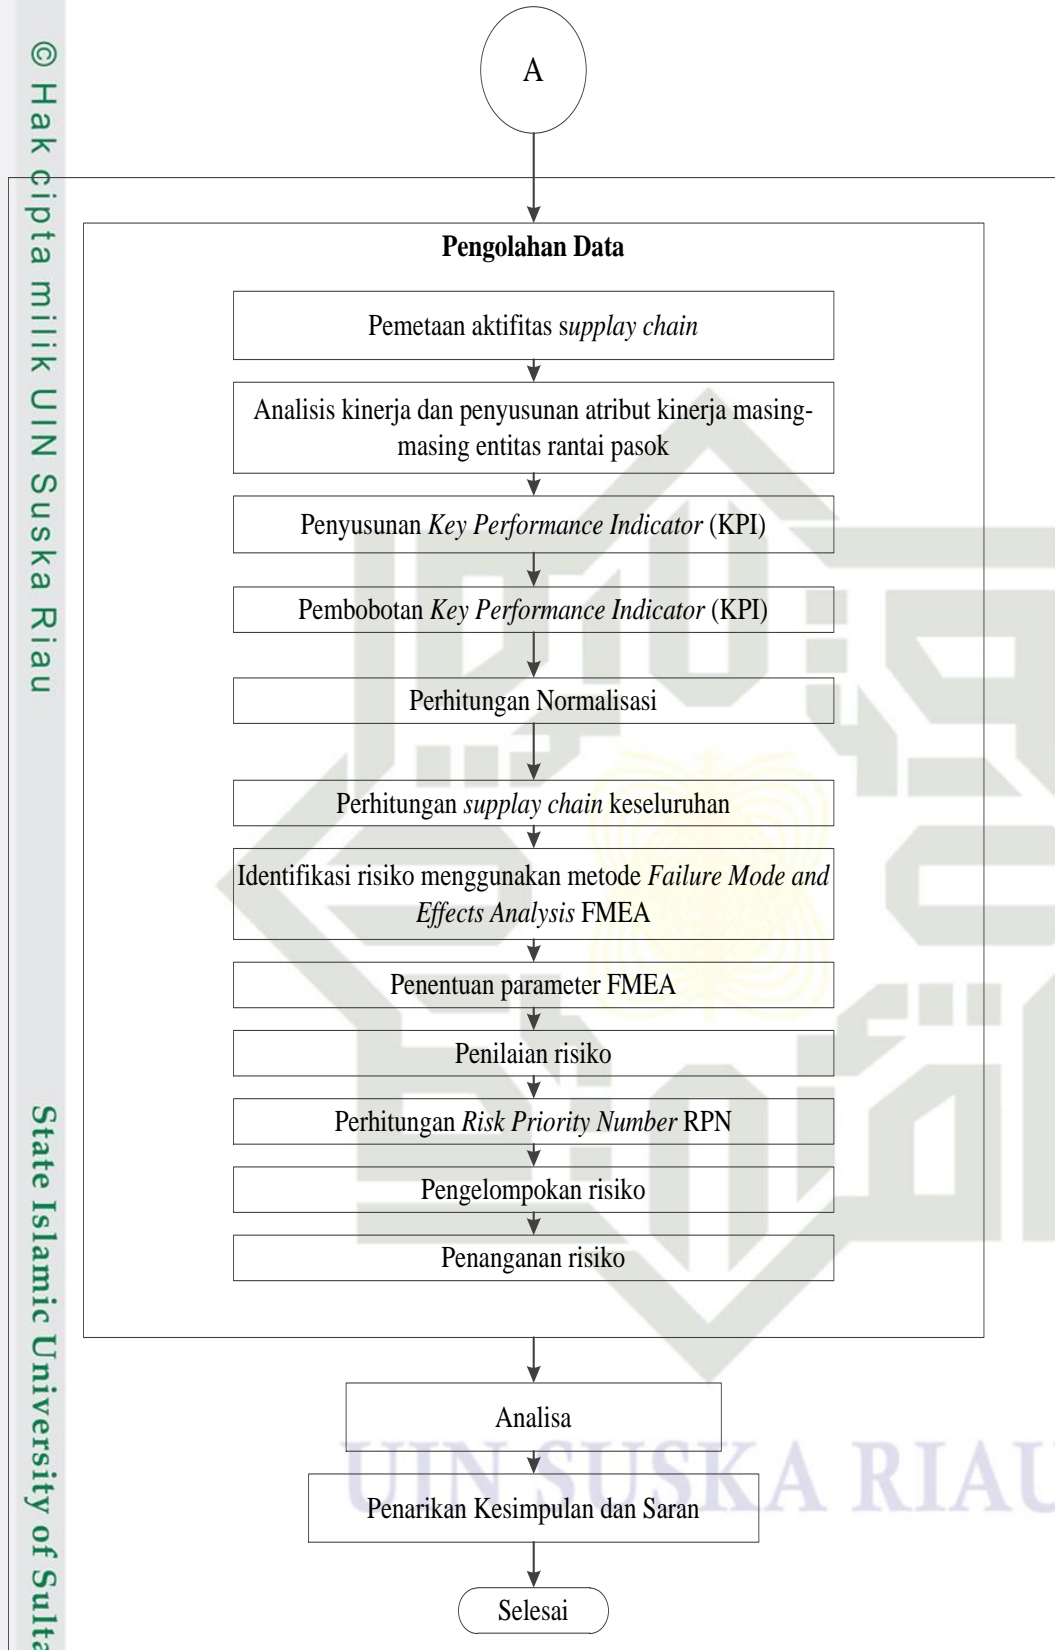 © Hak cipta milik UIN Suska Riau
State Islamic University of Sulta
A
Pengolahan Data
Pemetaan aktifitas supplay chain
Analisis kinerja dan penyusunan atribut kinerja masing-
masing entitas rantai pasok
Penyusunan Key Performance Indicator (KPI)
Pembobotan Key Performance Indicator (KPI)
Perhitungan Normalisasi
Perhitungan supplay chain keseluruhan
Identifikasi risiko menggunakan metode Failure Mode and
Effects Analysis FMEA
Penentuan parameter FMEA
Penilaian risiko
Perhitungan Risk Priority Number RPN
Pengelompokan risiko
Penanganan risiko
Analisa
UIN SUSKA RIAU
Penarikan Kesimpulan dan Saran
Selesai